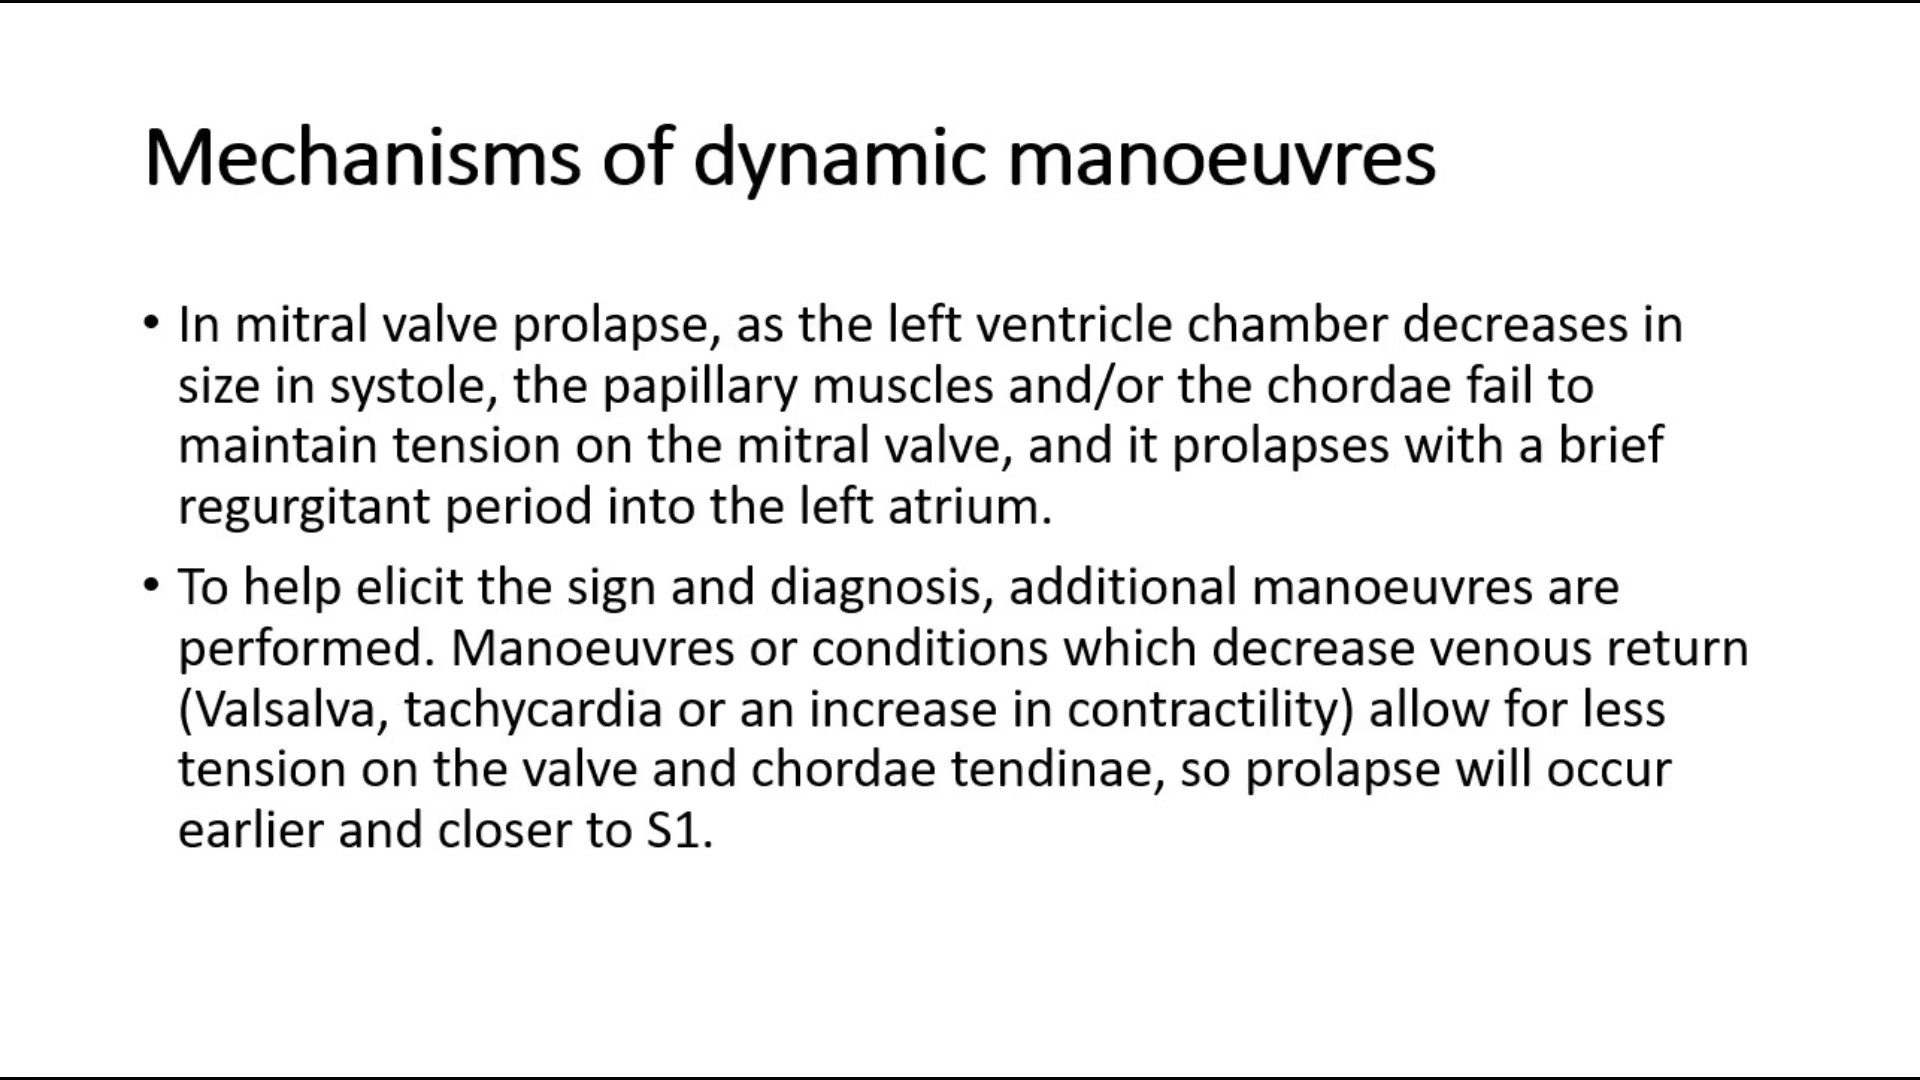 Mechanisms of dynamic manoeuvres
• In mitral valve prolapse, as the left ventricle chamber decreases in
size in systole, the papillary muscles and/or the chordae fail to
maintain tension on the mitral valve, and it prolapses with a brief
regurgitant period into the left atrium.
• To help elicit the sign and diagnosis, additional manoeuvres are
performed. Manoeuvres or conditions which decrease venous return
(Valsalva, tachycardia or an increase in contractility) allow for less
tension on the valve and chordae tendinae, so prolapse will occur
earlier and closer to S1.